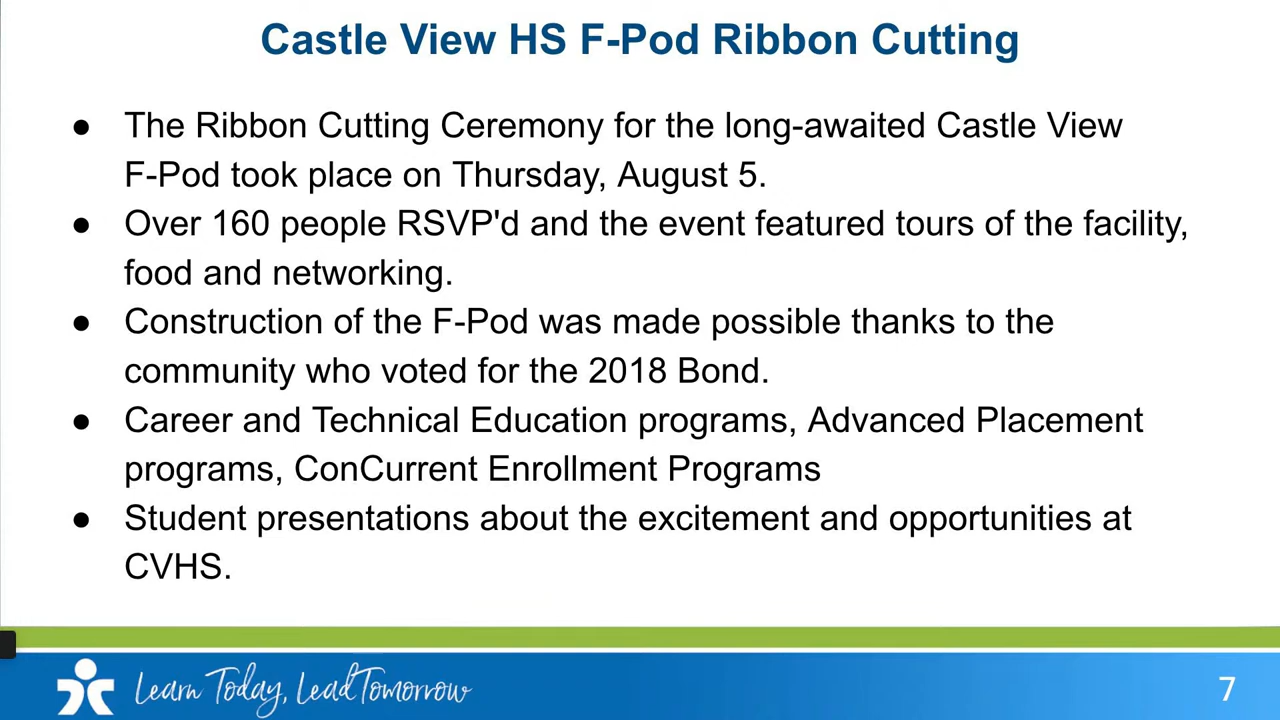 Castle View HS F-Pod Ribbon Cutting
● The Ribbon Cutting Ceremony for the long-awaited Castle View
F-Pod took place on Thursday, August 5.
● Over 160 people RSVP'd and the event featured tours of the facility,
food and networking.
● Construction of the F-Pod was made possible thanks to the
community who voted for the 2018 Bond.
● Career and Technical Education programs, Advanced Placement
programs, ConCurrent Enrollment Programs
● Student presentations about the excitement and opportunities at
CVHS.
Learn Today, Lead Tomorrow
7